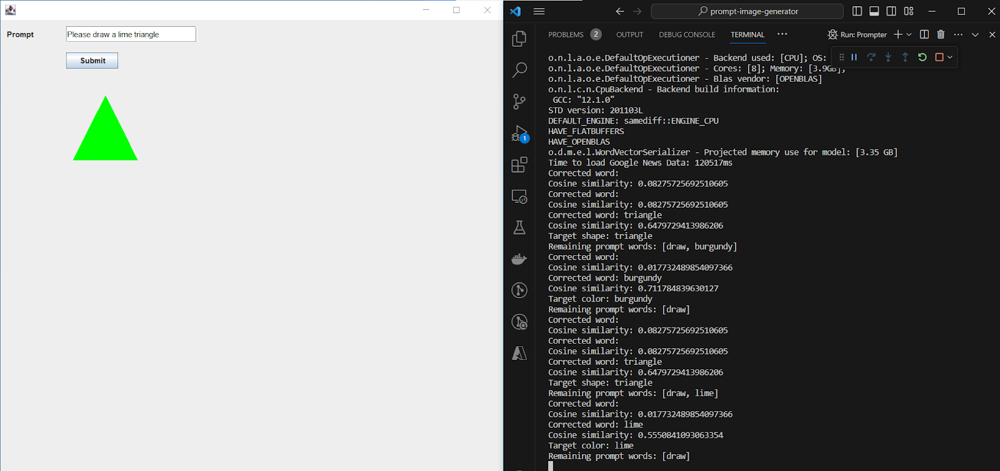 Prompt
Please draw a lime triangle
Submit
prompt-image-generator
PROBLEMS 2 OUTPUT DEBUG CONSOLE TERMINAL ... Run: Prompter
o.n.l.a.o.e.DefaultOpExecutioner - Backend used: [CPU]; OS:
o.n.l.a.o.e.DefaultOpExecutioner - Cores: [8]; Memory: [3.9GB];
o.n.l.a.o.e.DefaultOpExecutioner - Blas vendor: [OPENBLAS]
o.n.l.c.n.CpuBackend - Backend build information:
GCC: "12.1.0"
STD version: 201103L
DEFAULT_ENGINE: samediff::ENGINE_CPU
HAVE_FLATBUFFERS
HAVE_OPENBLAS
o.d.m.e.l.WordVectorSerializer - Projected memory use for model: [3.35 GB]
Time to load Google News Data: 120517ms
Corrected word:
Cosine similarity: 0.08275725692510605
Corrected word:
Cosine similarity: 0.08275725692510605
Corrected word: triangle
Cosine similarity: 0.6479729413986206
Target shape: triangle
Remaining prompt words: [draw, burgundy]
Corrected word:
Cosine similarity: 0.017732489854097366
Corrected word: burgundy
Cosine similarity: 0.711784839630127
Target color: burgundy
Remaining prompt words: [draw]
Corrected word:
Cosine similarity: 0.08275725692510605
Corrected word:
Cosine similarity: 0.08275725692510605
Corrected word: triangle
Cosine similarity: 0.6479729413986206
Target shape: triangle
Remaining prompt words: [draw, lime]
Corrected word:
Cosine similarity: 0.017732489854097366
Corrected word: lime
Cosine similarity: 0.5550841093063354
Target color: lime
Remaining prompt words: [draw]
1